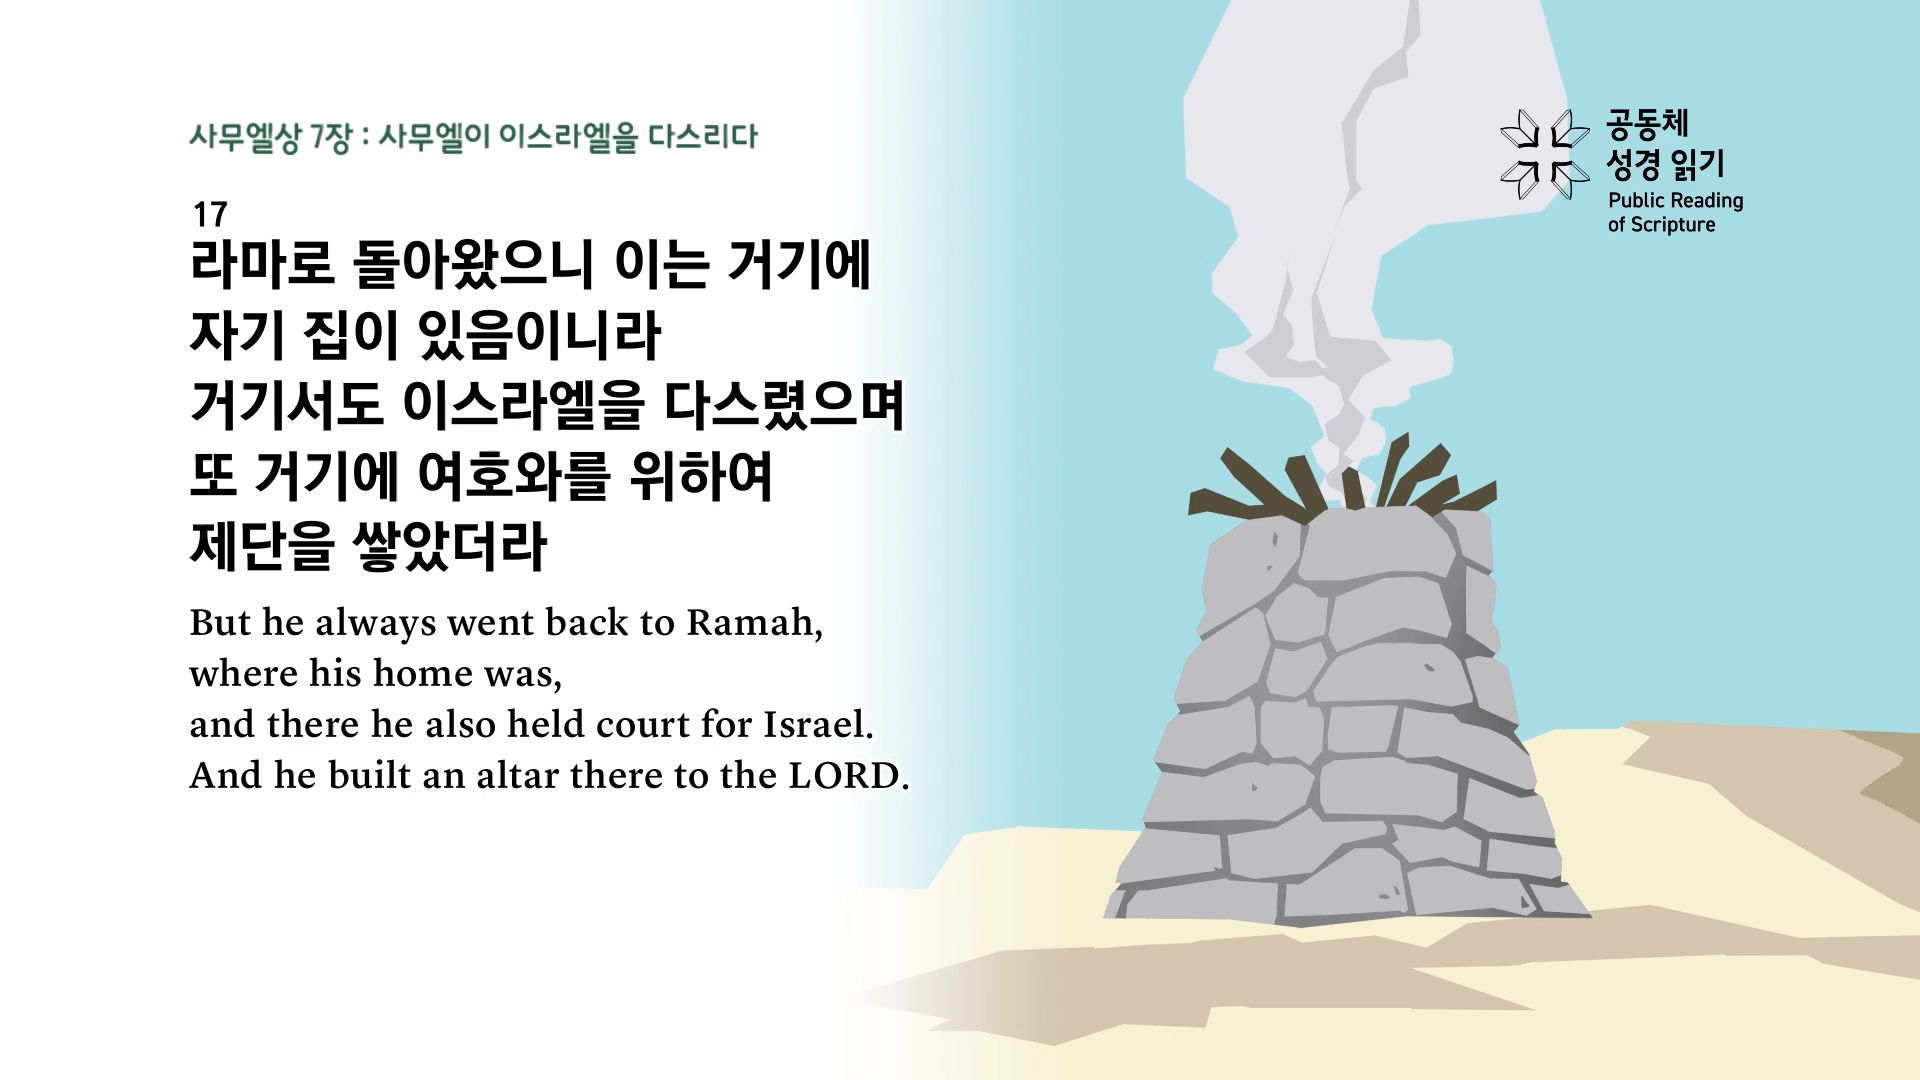 사무엘상 7장 : 사무엘이 이스라엘을 다스리다
17
라마로 돌아왔으니 이는 거기에
자기 집이 있음이니라
거기서도 이스라엘을 다스렸으며
또 거기에 여호와를 위하여
제단을 쌓았더라
But he always went back to Ramah,
where his home was,
and there he also held court for Israel.
And he built an altar there to the LORD.
공동체
성경 읽기
Public Reading
of Scripture